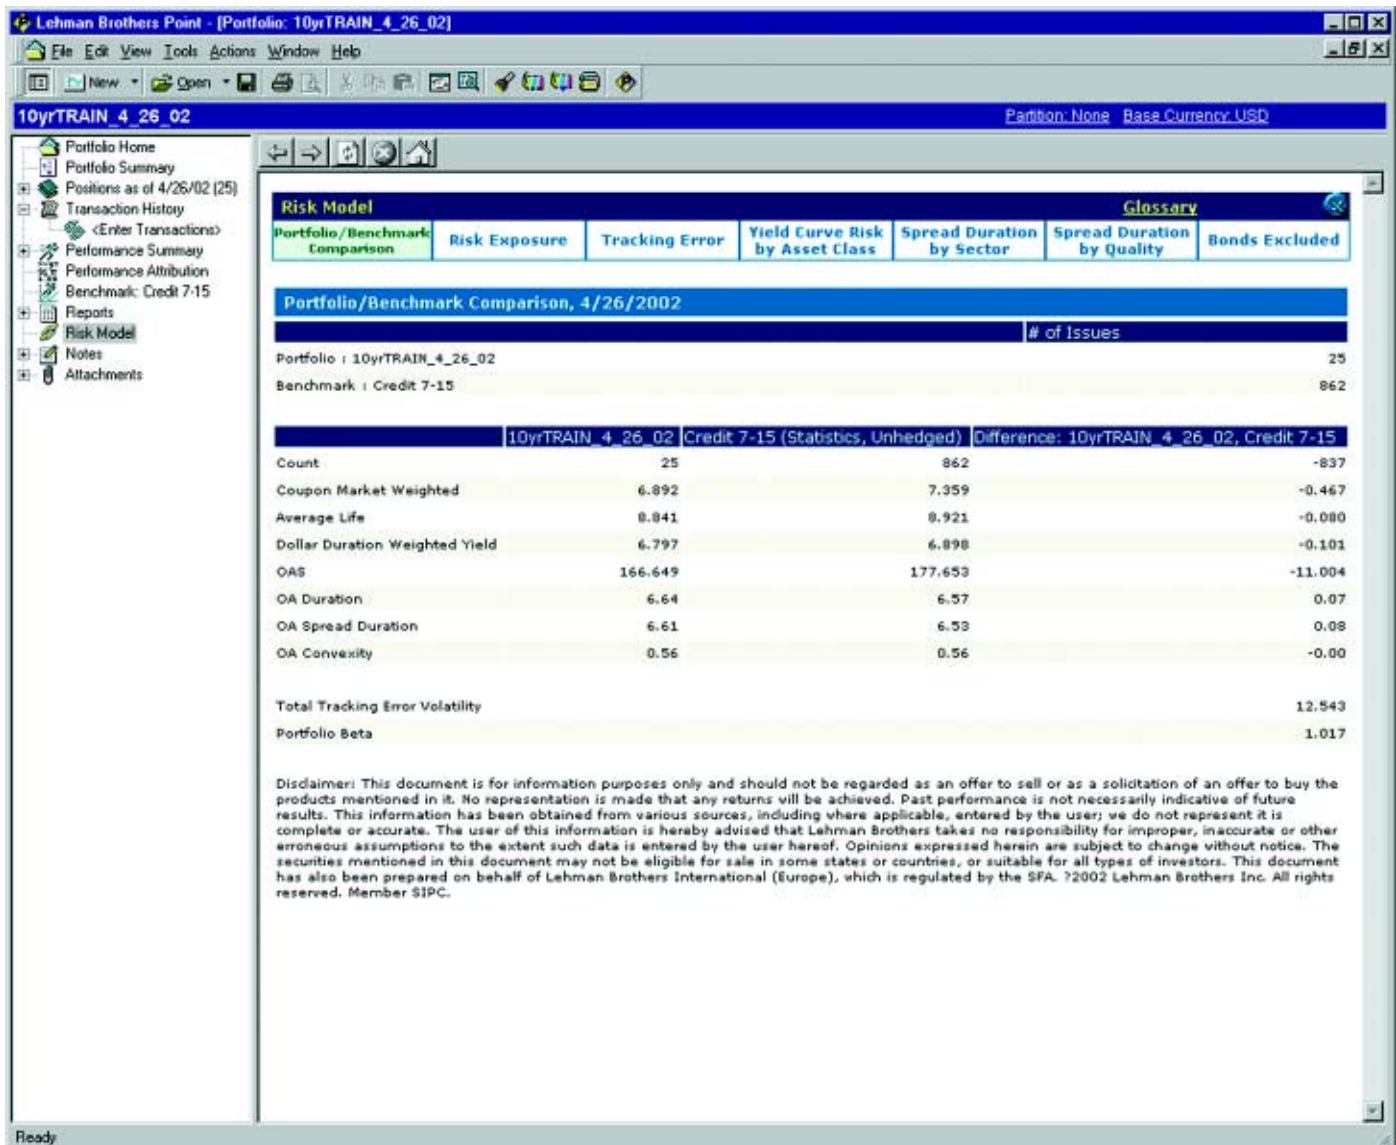 Lehman Brothers Point - [Portfolio: 10yrTRAIN_4_26_02]
File Edit View Tools Actions Window Help
New Open
10yrTRAIN_4_26_02 Partition: None Base Currency: USD
Portfolio Home
Portfolio Summary
Positions as of 4/26/02 (25)
Transaction History
<Enter Transactions>
Performance Summary
Performance Attribution
Benchmark: Credit 7-15
Reports
Risk Model
Notes
Attachments
Risk Model Glossary
Portfolio/Benchmark Comparison Risk Exposure Tracking Error Yield Curve Risk by Asset Class Spread Duration by Sector Spread Duration by Quality Bonds Excluded
Portfolio/Benchmark Comparison, 4/26/2002
# of Issues
Portfolio : 10yrTRAIN_4_26_02 25
Benchmark : Credit 7-15 862
10yrTRAIN_4_26_02 Credit 7-15 (Statistics, Unhedged) Difference: 10yrTRAIN_4_26_02, Credit 7-15
Count 25 862 -837
Coupon Market Weighted 6.892 7.359 -0.467
Average Life 8.841 8.921 -0.080
Dollar Duration Weighted Yield 6.797 6.898 -0.101
OAS 166.649 177.653 -11.004
OA Duration 6.64 6.57 0.07
OA Spread Duration 6.61 6.53 0.08
OA Convexity 0.56 0.56 -0.00
Total Tracking Error Volatility 12.543
Portfolio Beta 1.017
Disclaimer: This document is for information purposes only and should not be regarded as an offer to sell or as a solicitation of an offer to buy the
products mentioned in it. No representation is made that any returns will be achieved. Past performance is not necessarily indicative of future
results. This information has been obtained from various sources, including where applicable, entered by the user; we do not represent it is
complete or accurate. The user of this information is hereby advised that Lehman Brothers takes no responsibility for improper, inaccurate or other
erroneous assumptions to the extent such data is entered by the user hereof. Opinions expressed herein are subject to change without notice. The
securities mentioned in this document may not be eligible for sale in some states or countries, or suitable for all types of investors. This document
has also been prepared on behalf of Lehman Brothers International (Europe), which is regulated by the SFA. ?2002 Lehman Brothers Inc. All rights
reserved. Member SIPC.
Ready